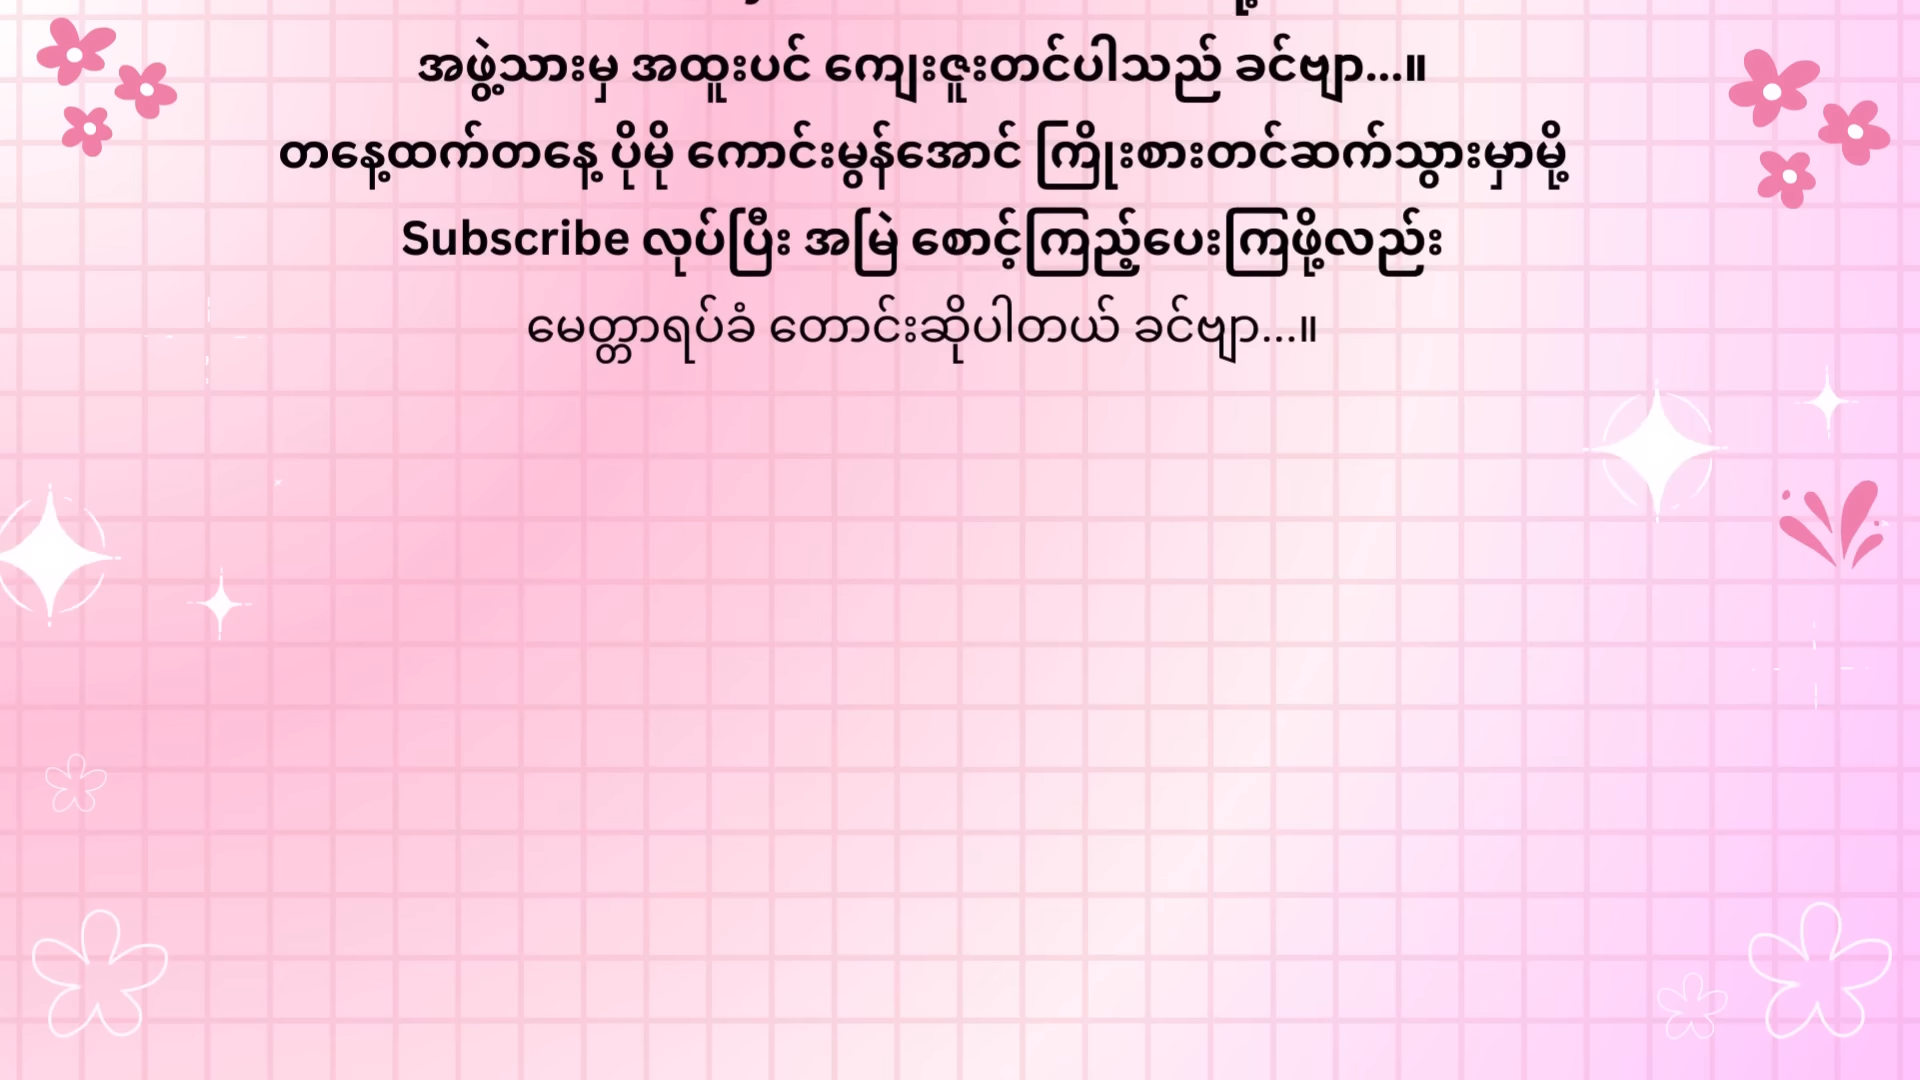 အဖွဲ့သားမှ အထူးပင် ကျေးဇူးတင်ပါသည် ခင်ဗျာ...။
တနေ့ထက်တနေ့ ပိုမို ကောင်းမွန်အောင် ကြိုးစားတင်ဆက်သွားမှာမို့
Subscribe လုပ်ပြီး အမြဲ စောင့်ကြည့်ပေးကြဖို့လည်း
မေတ္တာရပ်ခံ တောင်းဆိုပါတယ် ခင်ဗျာ...။